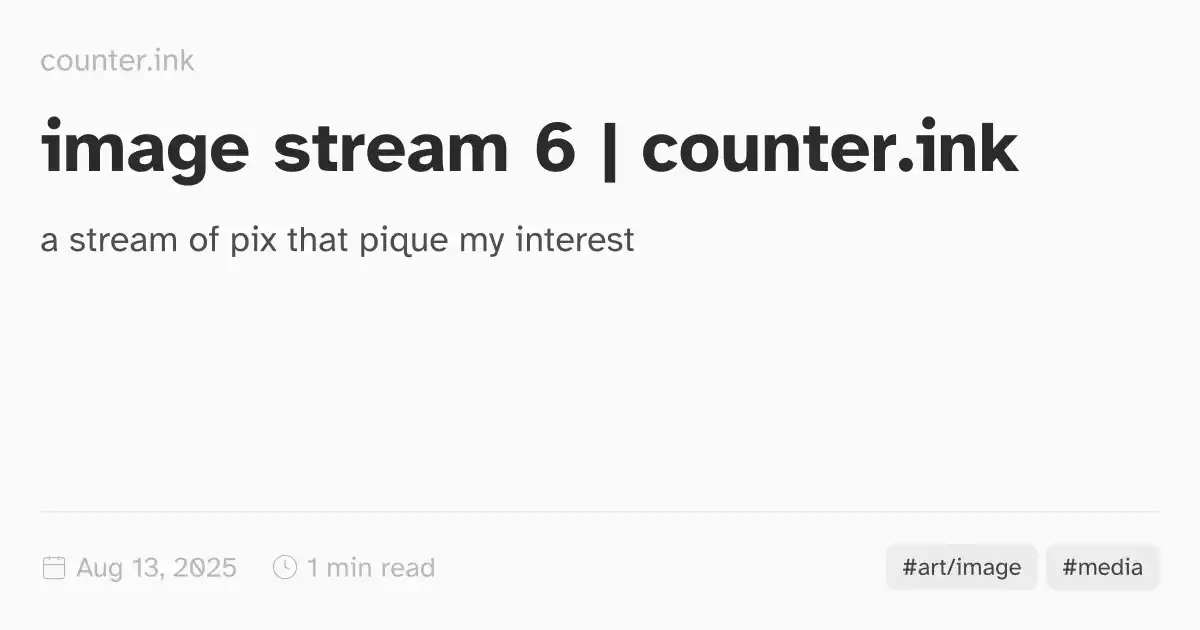 counter.ink
image stream 6 | counter.ink
a stream of pix that pique my interest
Aug 13, 2025 1 min read #art/image #media